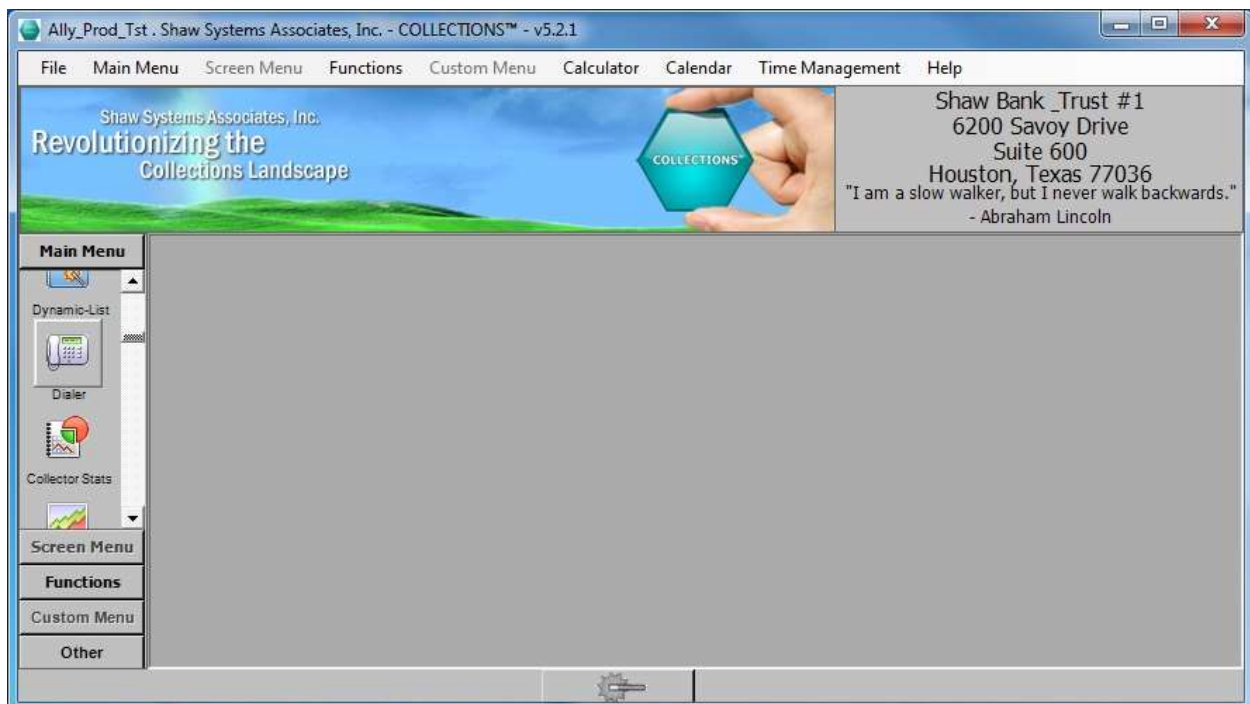 Ally_Prod_Tst . Shaw Systems Associates, Inc. - COLLECTIONS™ - v5.2.1
File Main Menu Screen Menu Functions Custom Menu Calculator Calendar Time Management Help
Shaw Systems Associates, Inc.
Revolutionizing the
Collections Landscape
COLLECTIONS™
Shaw Bank _Trust #1
6200 Savoy Drive
Suite 600
Houston, Texas 77036
"I am a slow walker, but I never walk backwards."
- Abraham Lincoln
Main Menu
Dynamic-List
Dialer
Collector Stats
Screen Menu
Functions
Custom Menu
Other